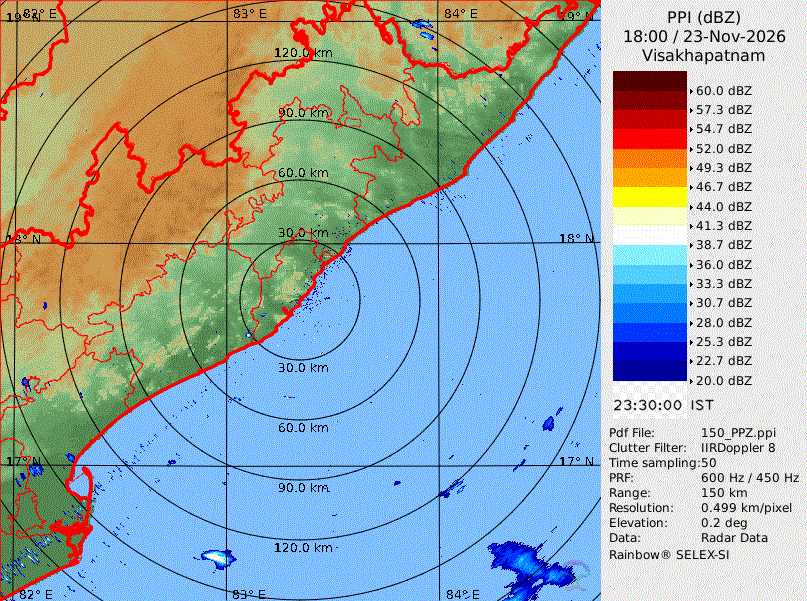 82° E 83° E 84° E
19° N 19° N
120.0 km
90.0 km
60.0 km
30.0 km
18° N 18° N
30.0 km
60.0 km
17° N 17° N
90.0 km
120.0 km
82° E 83° E 84° E
PPI (dBZ)
18:00 / 23-Nov-2026
Visakhapatnam
60.0 dBZ
57.3 dBZ
54.7 dBZ
52.0 dBZ
49.3 dBZ
46.7 dBZ
44.0 dBZ
41.3 dBZ
38.7 dBZ
36.0 dBZ
33.3 dBZ
30.7 dBZ
28.0 dBZ
25.3 dBZ
22.7 dBZ
20.0 dBZ
23:30:00 IST
Pdf File: 150_PPZ.ppi
Clutter Filter: IIRDoppler 8
Time sampling:50
PRF: 600 Hz / 450 Hz
Range: 150 km
Resolution: 0.499 km/pixel
Elevation: 0.2 deg
Data: Radar Data
Rainbow® SELEX-SI